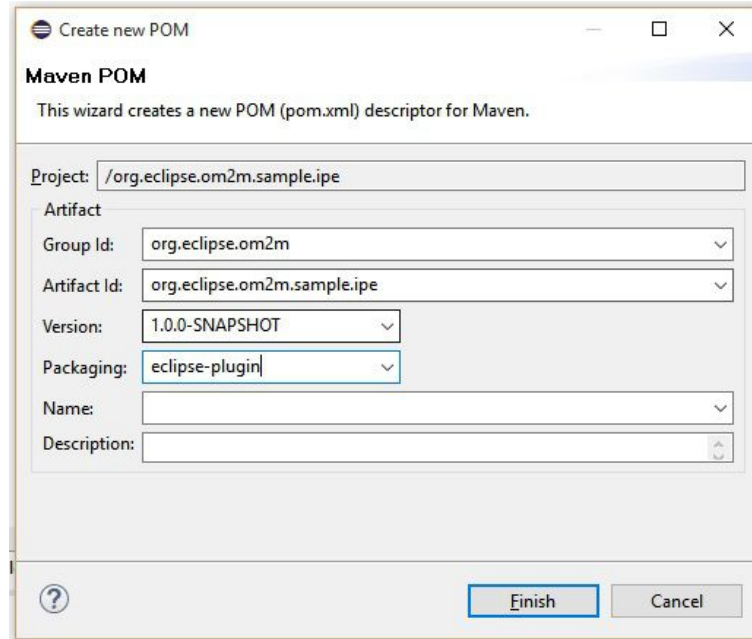 Create new POM
Maven POM
This wizard creates a new POM (pom.xml) descriptor for Maven.
Project: /org.eclipse.om2m.sample.ipe
Artifact
Group Id: org.eclipse.om2m
Artifact Id: org.eclipse.om2m.sample.ipe
Version: 1.0.0-SNAPSHOT
Packaging: eclipse-plugin
Name:
Description:
? Finish Cancel